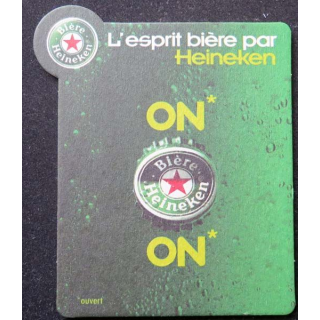 Bière
Heineken
L'esprit bière par
Heineken
ON*
Bière
Heineken
ON*
*ouvert